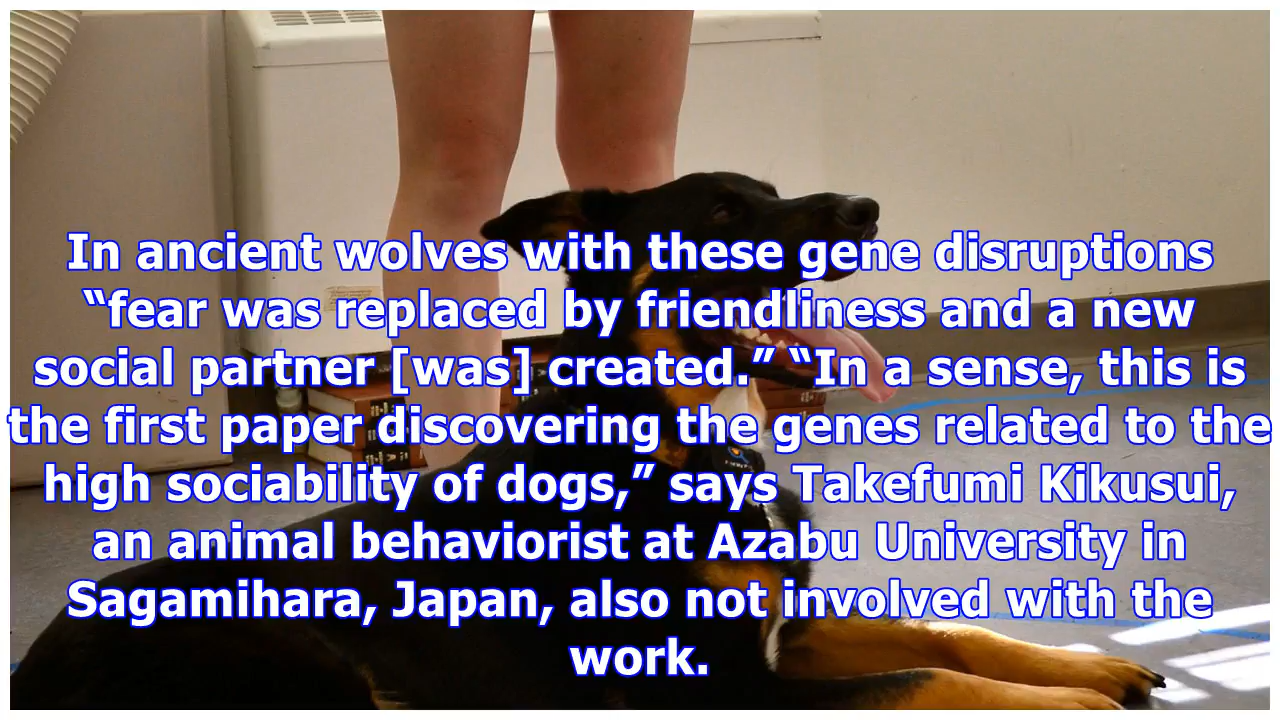 In ancient wolves with these gene disruptions
“fear was replaced by friendliness and a new
social partner [was] created.” “In a sense, this is
the first paper discovering the genes related to the
high sociability of dogs,” says Takefumi Kikusui,
an animal behaviorist at Azabu University in
Sagamihara, Japan, also not involved with the
work.